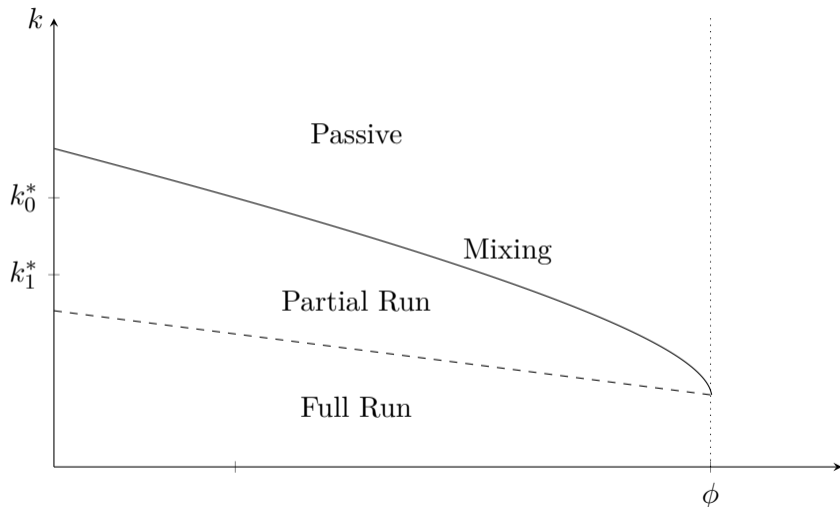 k
Passive
k₀*
Mixing
k₁*
Partial Run
Full Run
ϕ